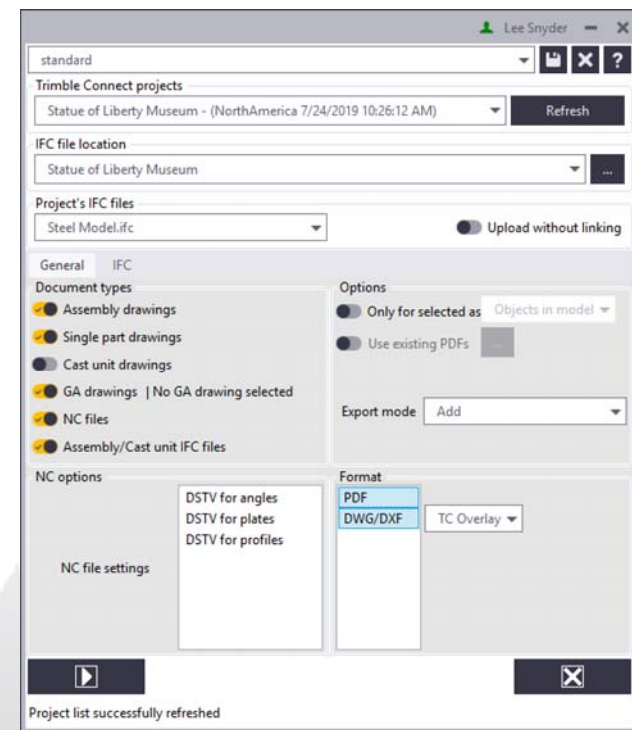 Lee Snyder
standard
?
Trimble Connect projects
Statue of Liberty Museum - (NorthAmerica 7/24/2019 10:26:12 AM)
Refresh
IFC file location
Statue of Liberty Museum
...
Project's IFC files
Steel Model.ifc
Upload without linking
General IFC
Document types
Assembly drawings
Single part drawings
Cast unit drawings
GA drawings | No GA drawing selected
NC files
Assembly/Cast unit IFC files
Options
Only for selected as Objects in model
Use existing PDFs ...
Export mode Add
NC options
NC file settings
DSTV for angles
DSTV for plates
DSTV for profiles
Format
PDF
DWG/DXF TC Overlay
Project list successfully refreshed